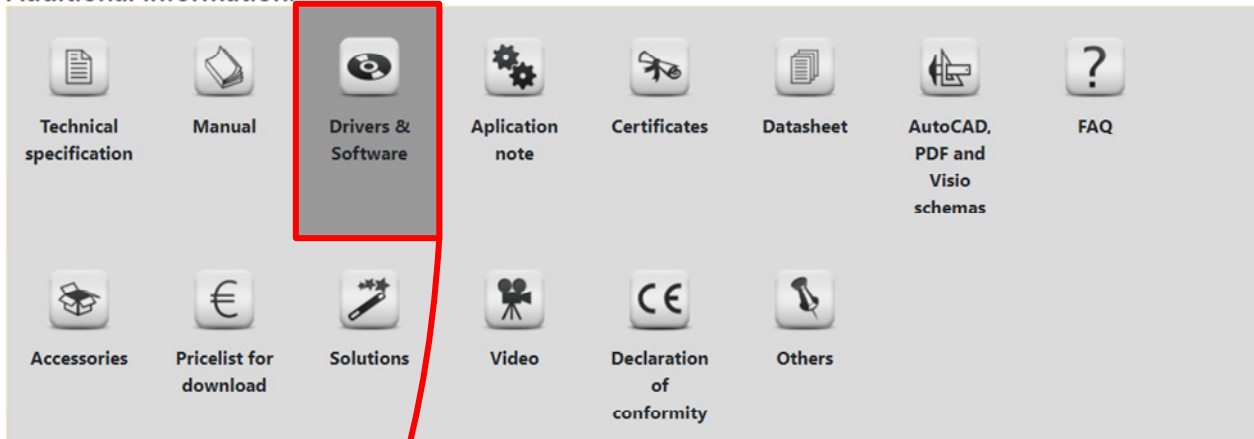 Technical
specification
Manual
Drivers &
Software
Aplication
note
Certificates
Datasheet
AutoCAD,
PDF and
Visio
schemas
?
FAQ
Accessories
€
Pricelist for
download
Solutions
Video
CE
Declaration
of
conformity
Others